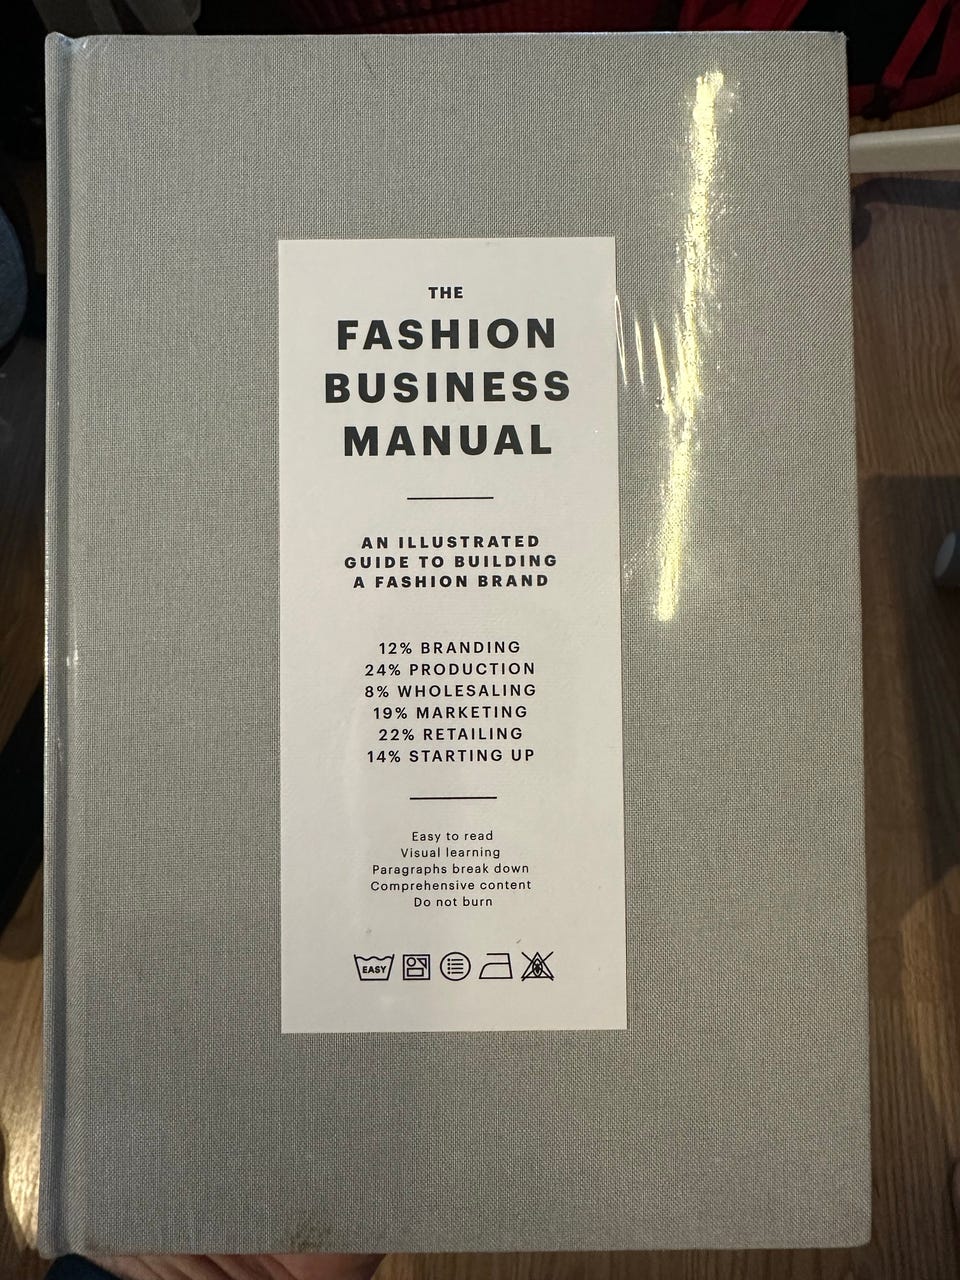 THE
FASHION
BUSINESS
MANUAL
AN ILLUSTRATED
GUIDE TO BUILDING
A FASHION BRAND
12% BRANDING
24% PRODUCTION
8% WHOLESALING
19% MARKETING
22% RETAILING
14% STARTING UP
Easy to read
Visual learning
Paragraphs break down
Comprehensive content
Do not burn
EASY